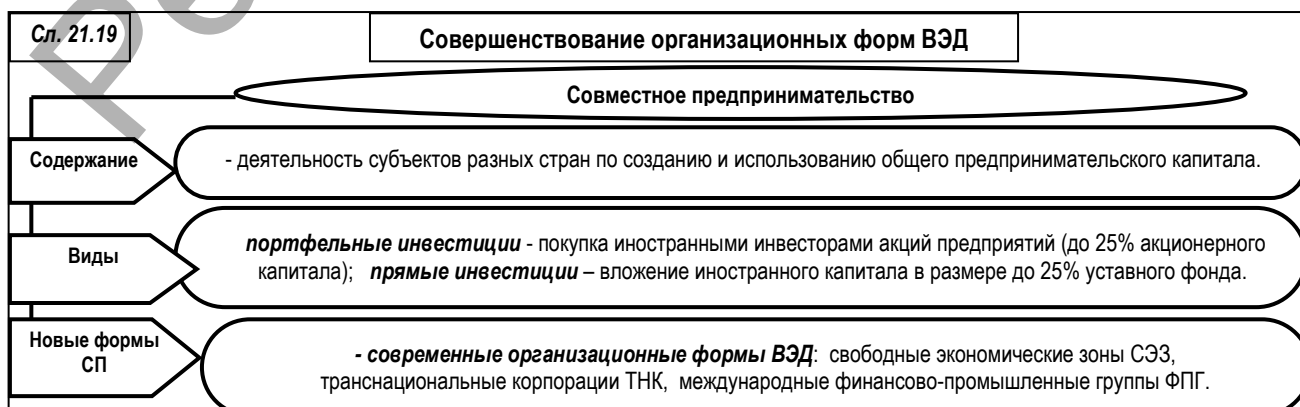 Сл. 21.19
Совершенствование организационных форм ВЭД
Совместное предпринимательство
Содержание
- деятельность субъектов разных стран по созданию и использованию общего предпринимательского капитала.
Виды
портфельные инвестиции - покупка иностранными инвесторами акций предприятий (до 25% акционерного
капитала); прямые инвестиции – вложение иностранного капитала в размере до 25% уставного фонда.
Новые формы
СП
- современные организационные формы ВЭД: свободные экономические зоны СЭЗ,
транснациональные корпорации ТНК, международные финансово-промышленные группы ФПГ.